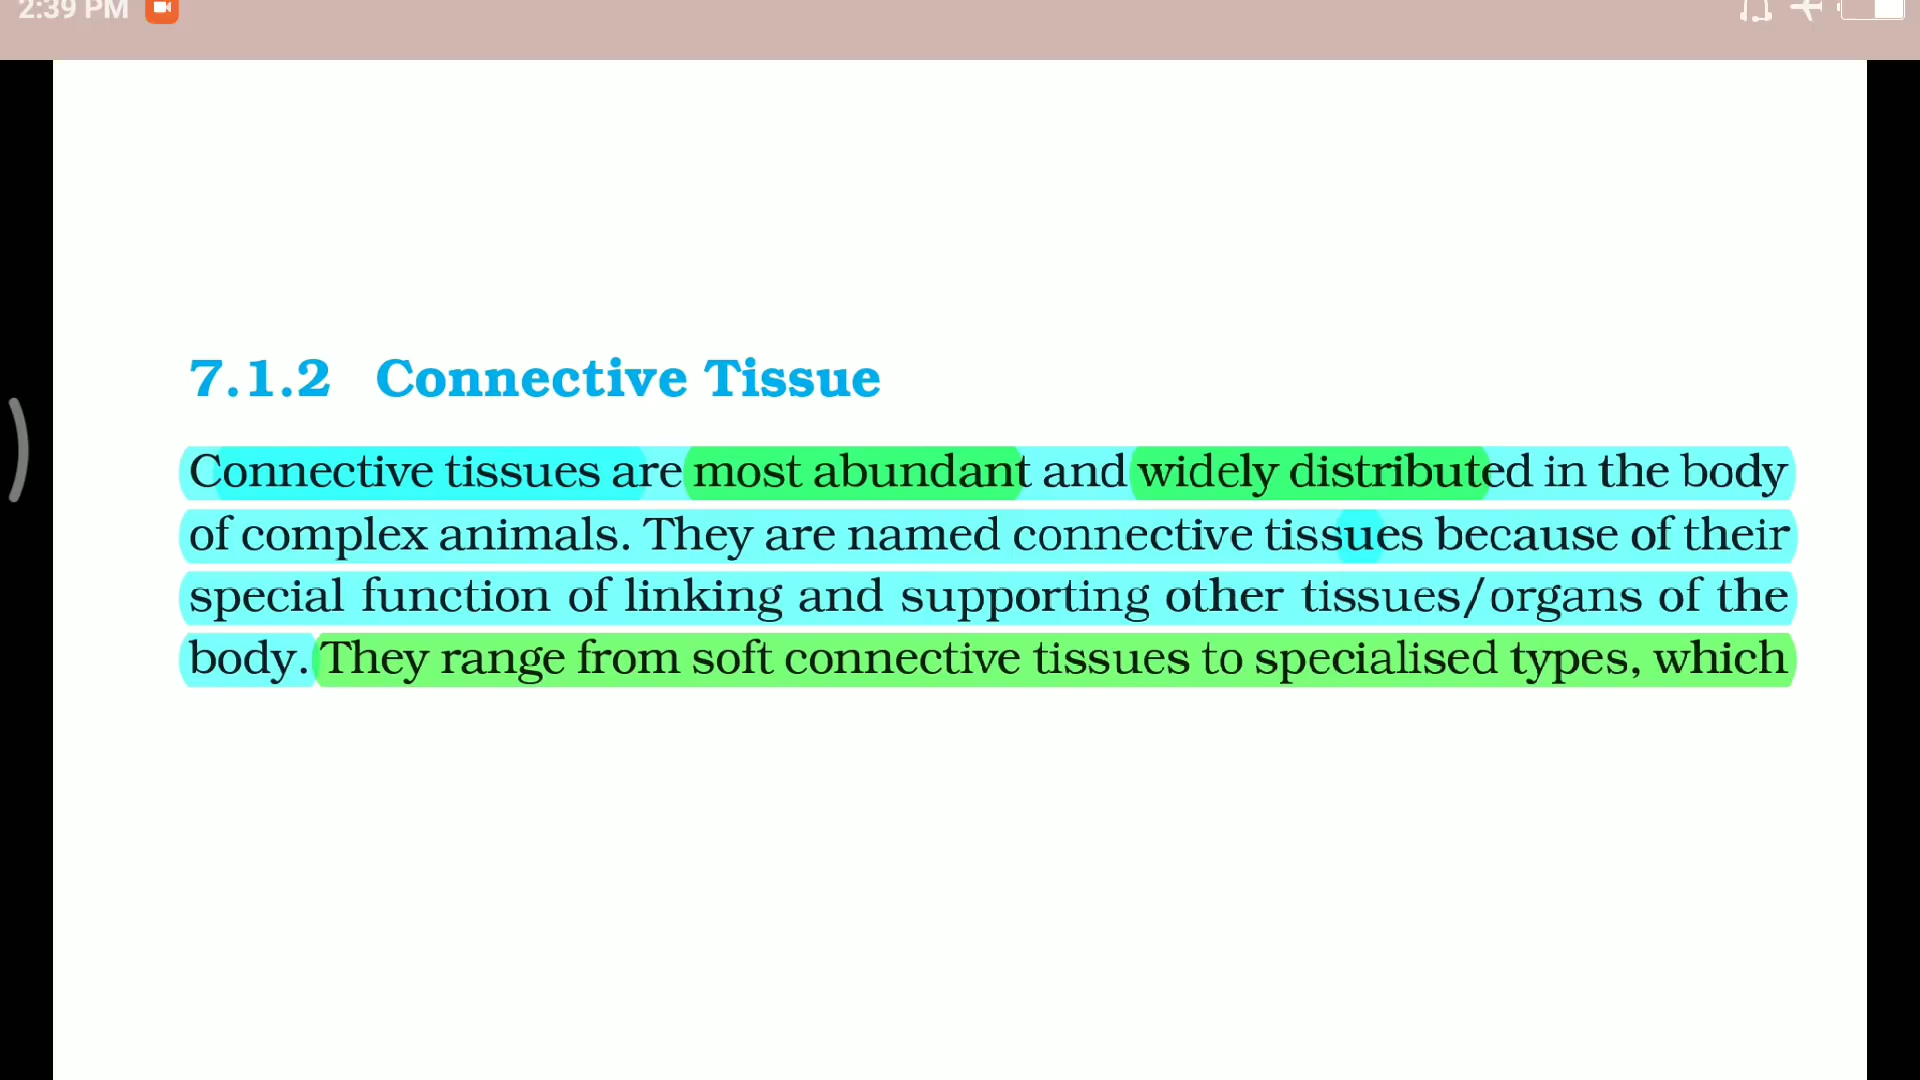 2:39 PM
7.1.2 Connective Tissue
Connective tissues are most abundant and widely distributed in the body
of complex animals. They are named connective tissues because of their
special function of linking and supporting other tissues/organs of the
body. They range from soft connective tissues to specialised types, which